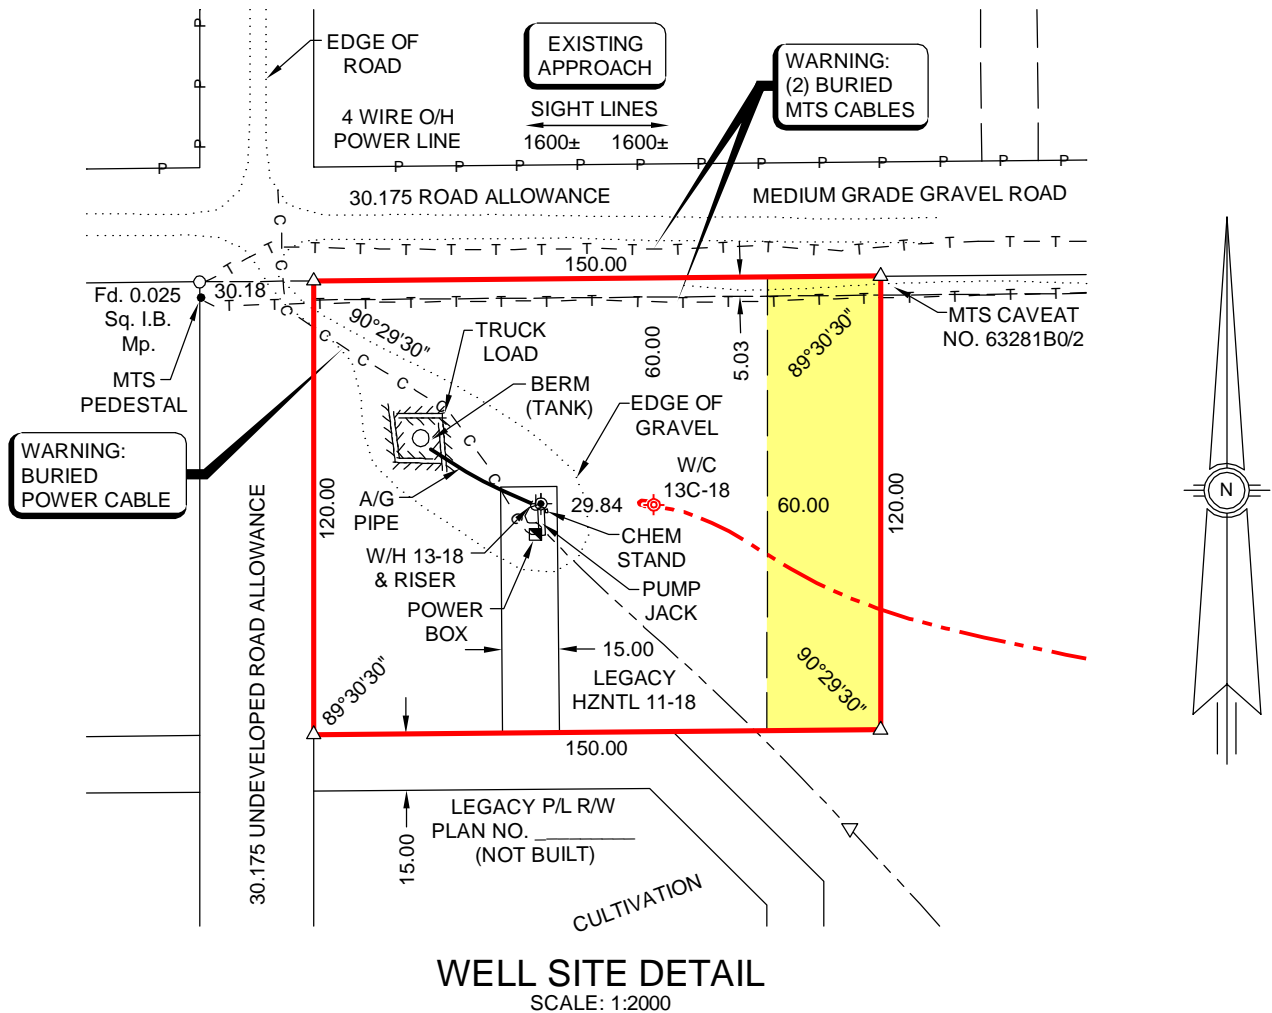 EDGE OF
ROAD
EXISTING
APPROACH
WARNING:
(2) BURIED
MTS CABLES
4 WIRE O/H
POWER LINE
SIGHT LINES
1600± 1600±
P P P
P P P P P P P P P P P P
30.175 ROAD ALLOWANCE
MEDIUM GRADE GRAVEL ROAD
C C C C C C C C C C
T T T T T T T T T T T T T T
150.00
30.18
Fd. 0.025
Sq. I.B.
Mp.
MTS
PEDESTAL
T T T T T T T T T T T T T T
90°29'30"
TRUCK
LOAD
BERM
(TANK)
60.00
5.03
89°30'30"
MTS CAVEAT
NO. 63281B0/2
EDGE OF
GRAVEL
WARNING:
BURIED
POWER CABLE
120.00
A/G
PIPE
W/C
13C-18
29.84
60.00
120.00
N
W/H 13-18
& RISER
CHEM
STAND
PUMP
JACK
POWER
BOX
15.00
LEGACY
HZNTL 11-18
89°30'30"
90°29'30"
150.00
30.175 UNDEVELOPED ROAD ALLOWANCE
15.00
LEGACY P/L R/W
PLAN NO. _________
(NOT BUILT)
CULTIVATION
WELL SITE DETAIL
SCALE: 1:2000